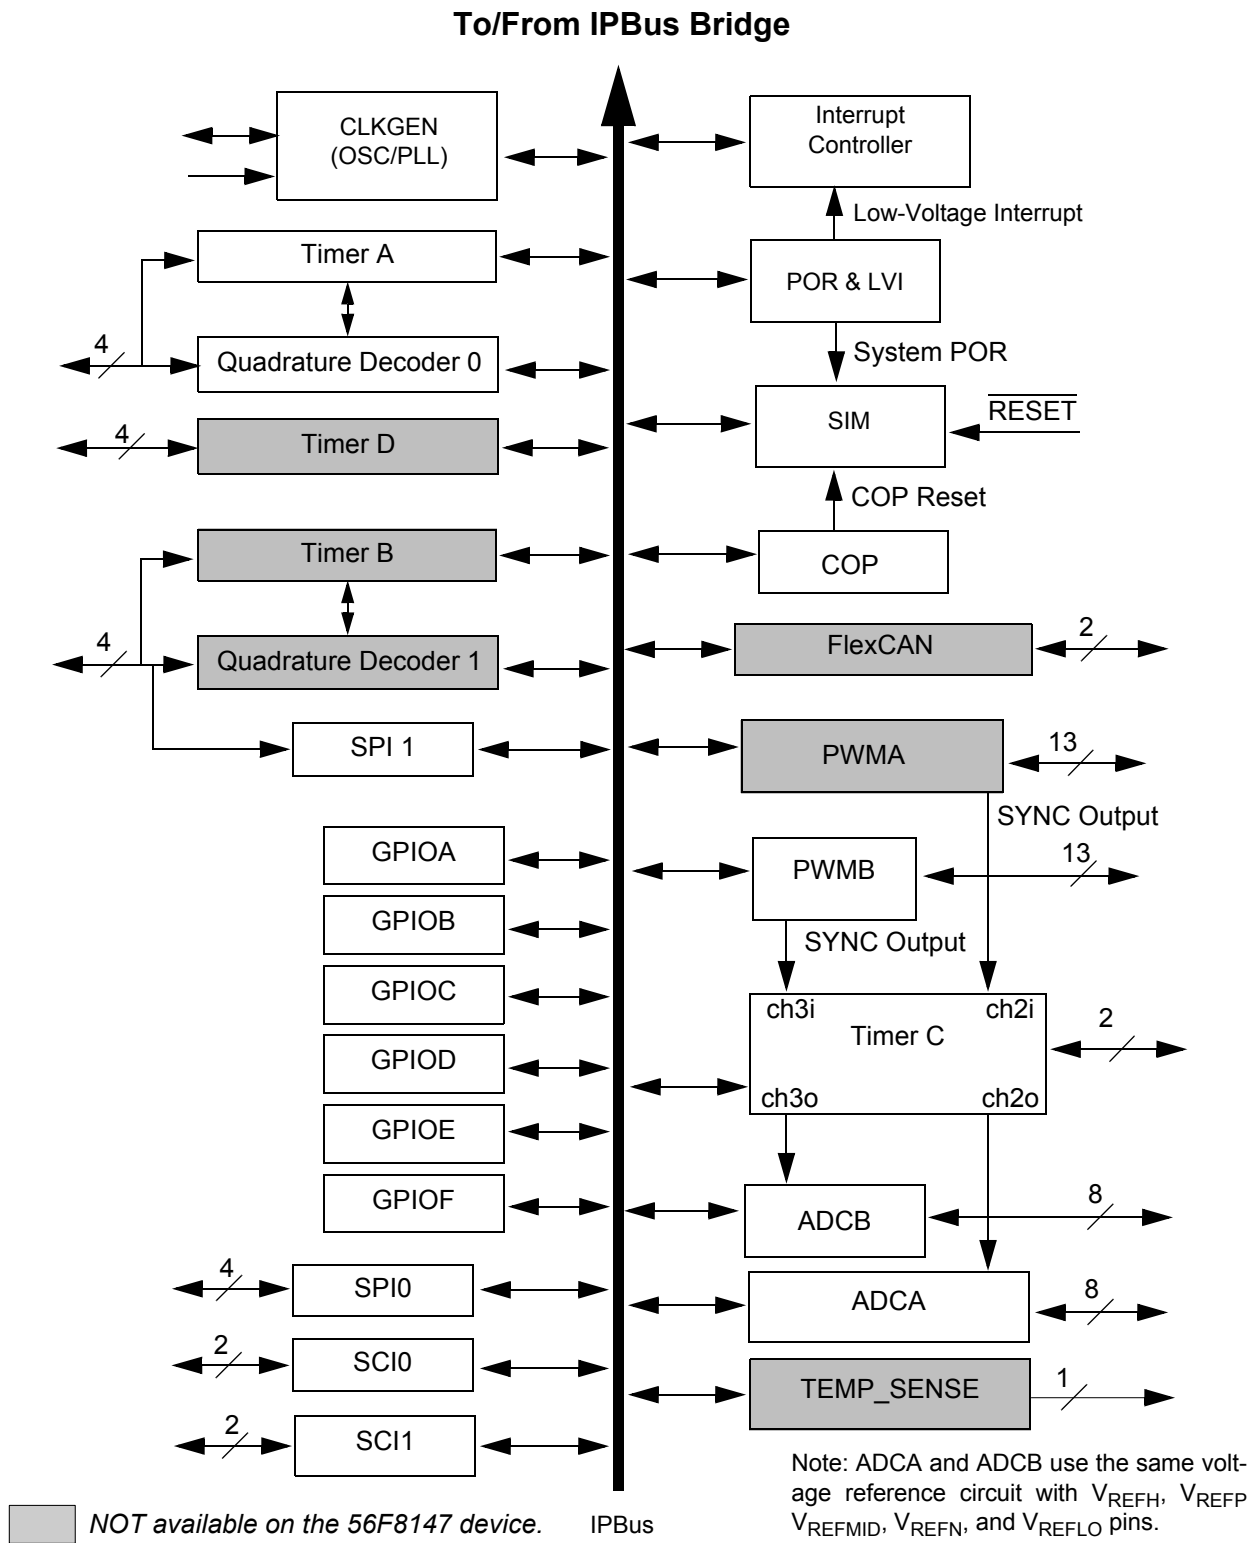 To/From IPBus Bridge
CLKGEN
(OSC/PLL)
Interrupt
Controller
Low-Voltage Interrupt
Timer A
POR & LVI
4
Quadrature Decoder 0
System POR
4
Timer D
SIM
RESET
COP Reset
Timer B
COP
4
Quadrature Decoder 1
FlexCAN
2
SPI 1
PWMA
13
SYNC Output
GPIOA
PWMB
13
GPIOB
SYNC Output
GPIOC
ch3i
ch2i
Timer C
2
GPIOD
ch3o
ch2o
GPIOE
GPIOF
ADCB
8
4
SPI0
ADCA
8
2
SCI0
TEMP_SENSE
1
2
SCI1
Note: ADCA and ADCB use the same volt-
age reference circuit with VREFH, VREFP
VREFMID, VREFN, and VREFLO pins.
NOT available on the 56F8147 device.
IPBus